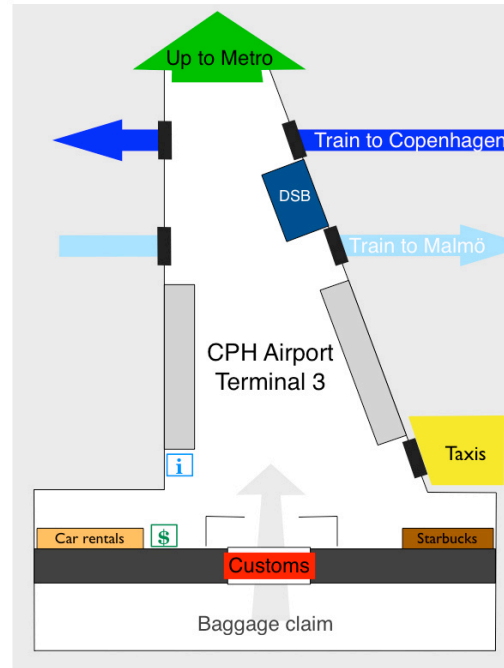 Up to Metro
Train to Copenhagen
DSB
Train to Malmö
CPH Airport
Terminal 3
i
Taxis
Car rentals
$
Starbucks
Customs
Baggage claim